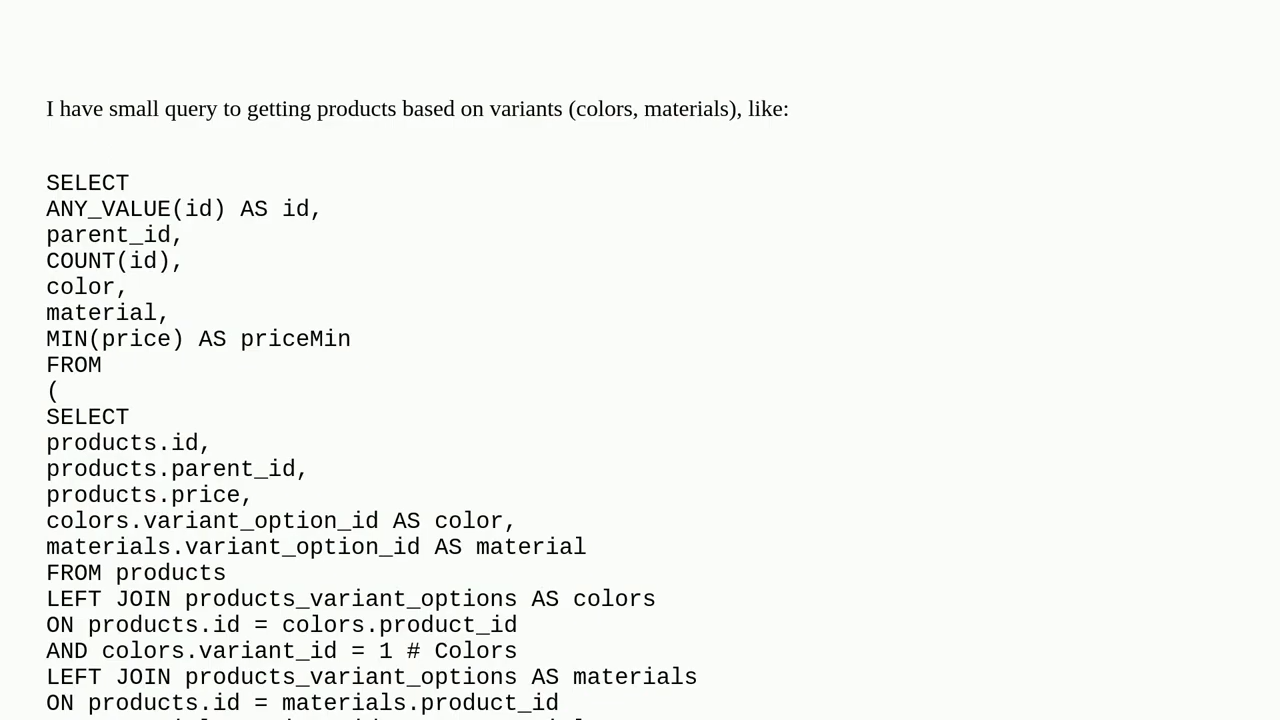 I have small query to getting products based on variants (colors, materials), like:
SELECT
ANY_VALUE(id) AS id,
parent_id,
COUNT(id),
color,
material,
MIN(price) AS priceMin
FROM
(
SELECT
products.id,
products.parent_id,
products.price,
colors.variant_option_id AS color,
materials.variant_option_id AS material
FROM products
LEFT JOIN products_variant_options AS colors
ON products.id = colors.product_id
AND colors.variant_id = 1 # Colors
LEFT JOIN products_variant_options AS materials
ON products.id = materials.product_id